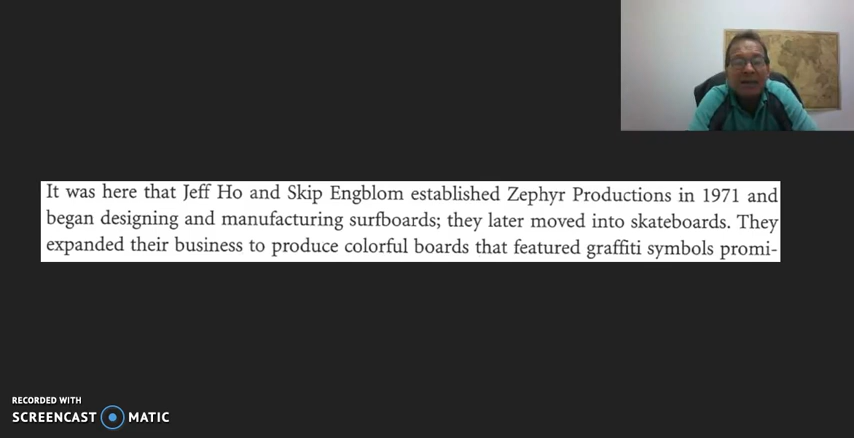 It was here that Jeff Ho and Skip Engblom established Zephyr Productions in 1971 and
began designing and manufacturing surfboards; they later moved into skateboards. They
expanded their business to produce colorful boards that featured graffiti symbols promi-
RECORDED WITH
SCREENCAST MATIC